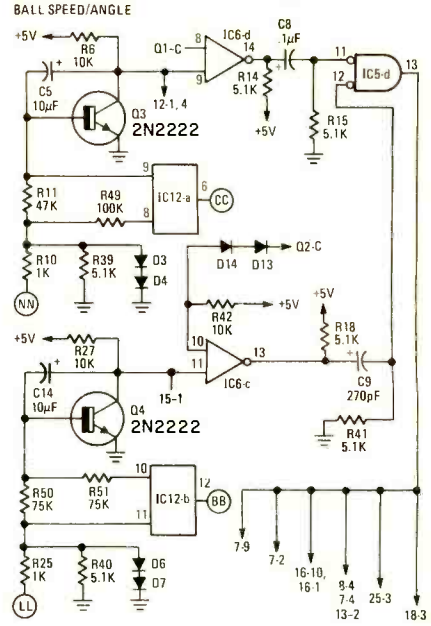 BALL SPEED/ANGLE
+5V
R6
10K
Q1-C
8
9
IC6-d
14
C8
.1µF
+
11
12
IC5-d
13
C5
10µF
+
12-1, 4
R14
5.1K
+5V
R15
5.1K
Q3
2N2222
9
R11
47K
R49
100K
8
IC12-a
6
CC
R10
1K
R39
5.1K
D3
D4
NN
D14
D13
Q2-C
R42
10K
+5V
+5V
R18
5.1K
+5V
R27
10K
10
11
13
IC6-c
+
C9
270pF
C14
10µF
+
15-1
Q4
2N2222
R41
5.1K
R50
75K
R51
75K
10
11
IC12-b
12
BB
R25
1K
R40
5.1K
D6
D7
LL
7-9
7-2
16-10,
16-1
8-4
7-4
13-2
25-3
18-3